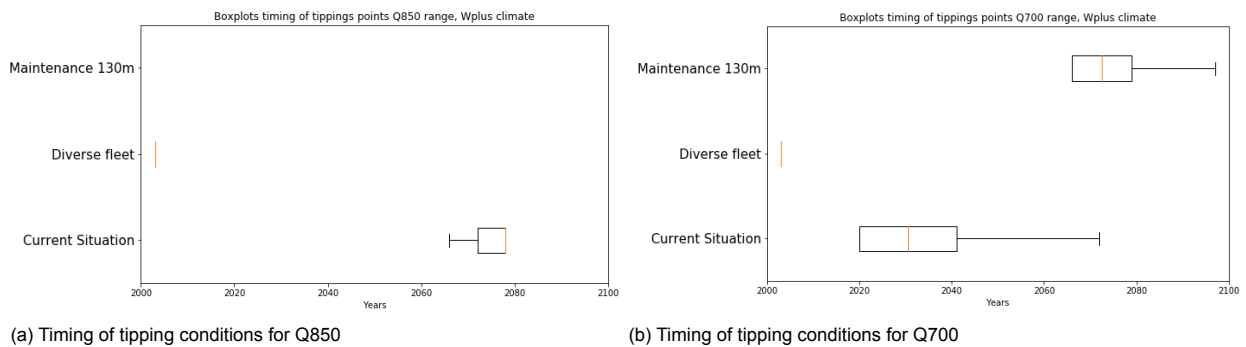 Boxplots timing of tippings points Q850 range, Wplus climate
Maintenance 130m
Diverse fleet
Current Situation
2000 2020 2040 2060 2080 2100
Years
(a) Timing of tipping conditions for Q850
Boxplots timing of tippings points Q700 range, Wplus climate
Maintenance 130m
Diverse fleet
Current Situation
2000 2020 2040 2060 2080 2100
Years
(b) Timing of tipping conditions for Q700